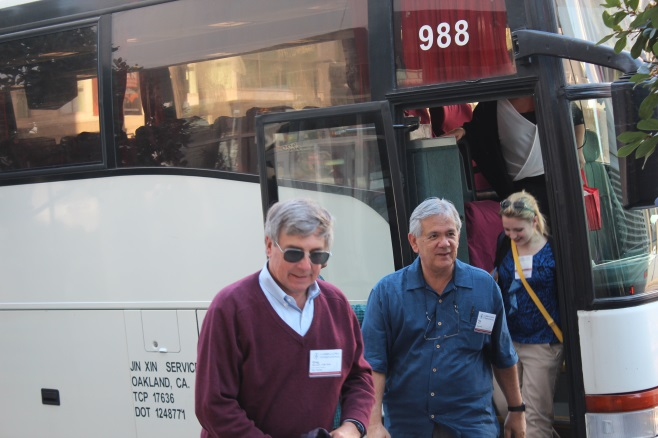 988
JIN XIN SERVICE
OAKLAND, CA.
TCP 17636
DOT 1248771